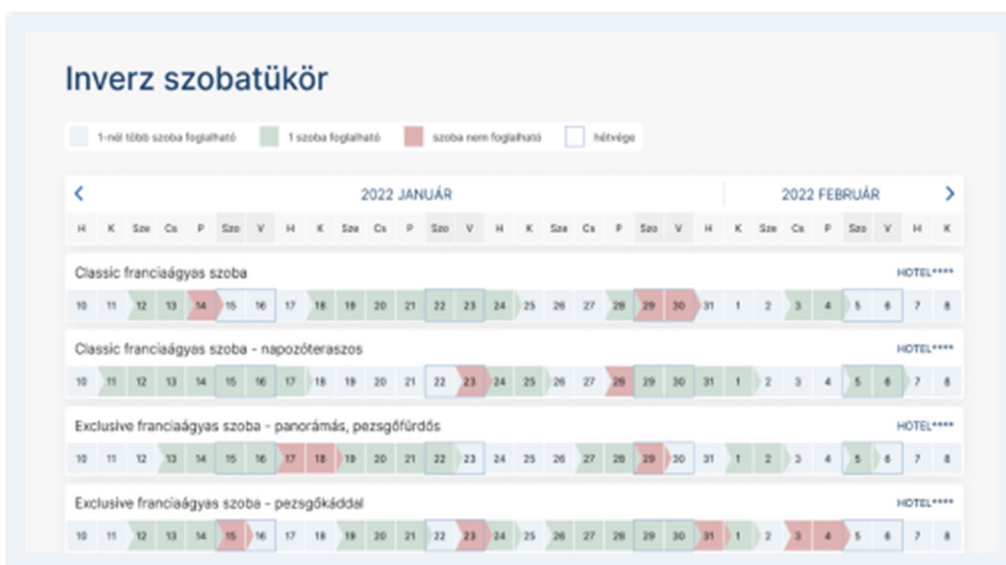 Inverz szobatükör
1-nél több szoba foglalható 1 szoba foglalható szoba nem foglalható hétvége
2022 JANUÁR 2022 FEBRUÁR
H K Sze Cs P Szo V H K Sze Cs P Szo V H K Sze Cs P Szo V H K Sze Cs P Szo V H K
Classic franciaágyas szoba HOTEL****
10 11 12 13 14 15 16 17 18 19 20 21 22 23 24 25 26 27 28 29 30 31 1 2 3 4 5 6 7 8
Classic franciaágyas szoba - napozóteraszos HOTEL****
10 11 12 13 14 15 16 17 18 19 20 21 22 23 24 25 26 27 28 29 30 31 1 2 3 4 5 6 7 8
Exclusive franciaágyas szoba - panorámás, pezsgőfürdős HOTEL****
10 11 12 13 14 15 16 17 18 19 20 21 22 23 24 25 26 27 28 29 30 31 1 2 3 4 5 6 7 8
Exclusive franciaágyas szoba - pezsgőkáddal HOTEL****
10 11 12 13 14 15 16 17 18 19 20 21 22 23 24 25 26 27 28 29 30 31 1 2 3 4 5 6 7 8